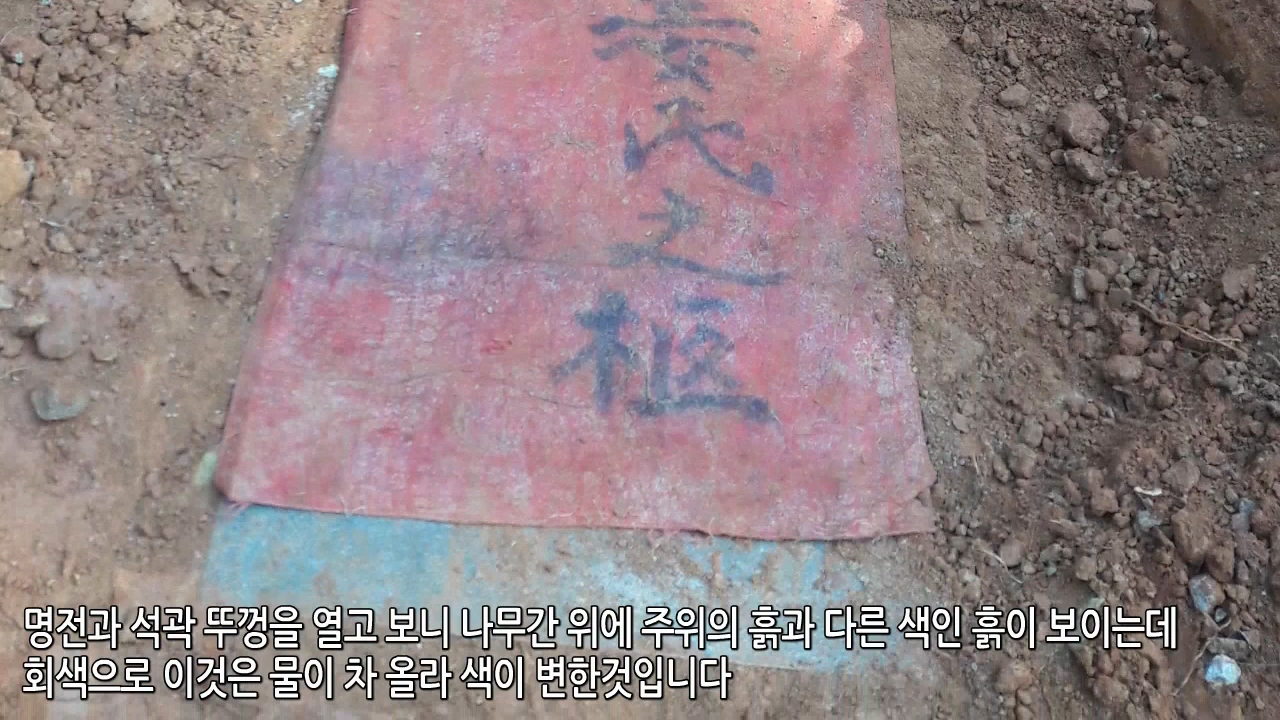 氏之柩
명전과 석곽 뚜껑을 열고 보니 나무간 위에 주위의 흙과 다른 색인 흙이 보이는데
회색으로 이것은 물이 차 올라 색이 변한것입니다